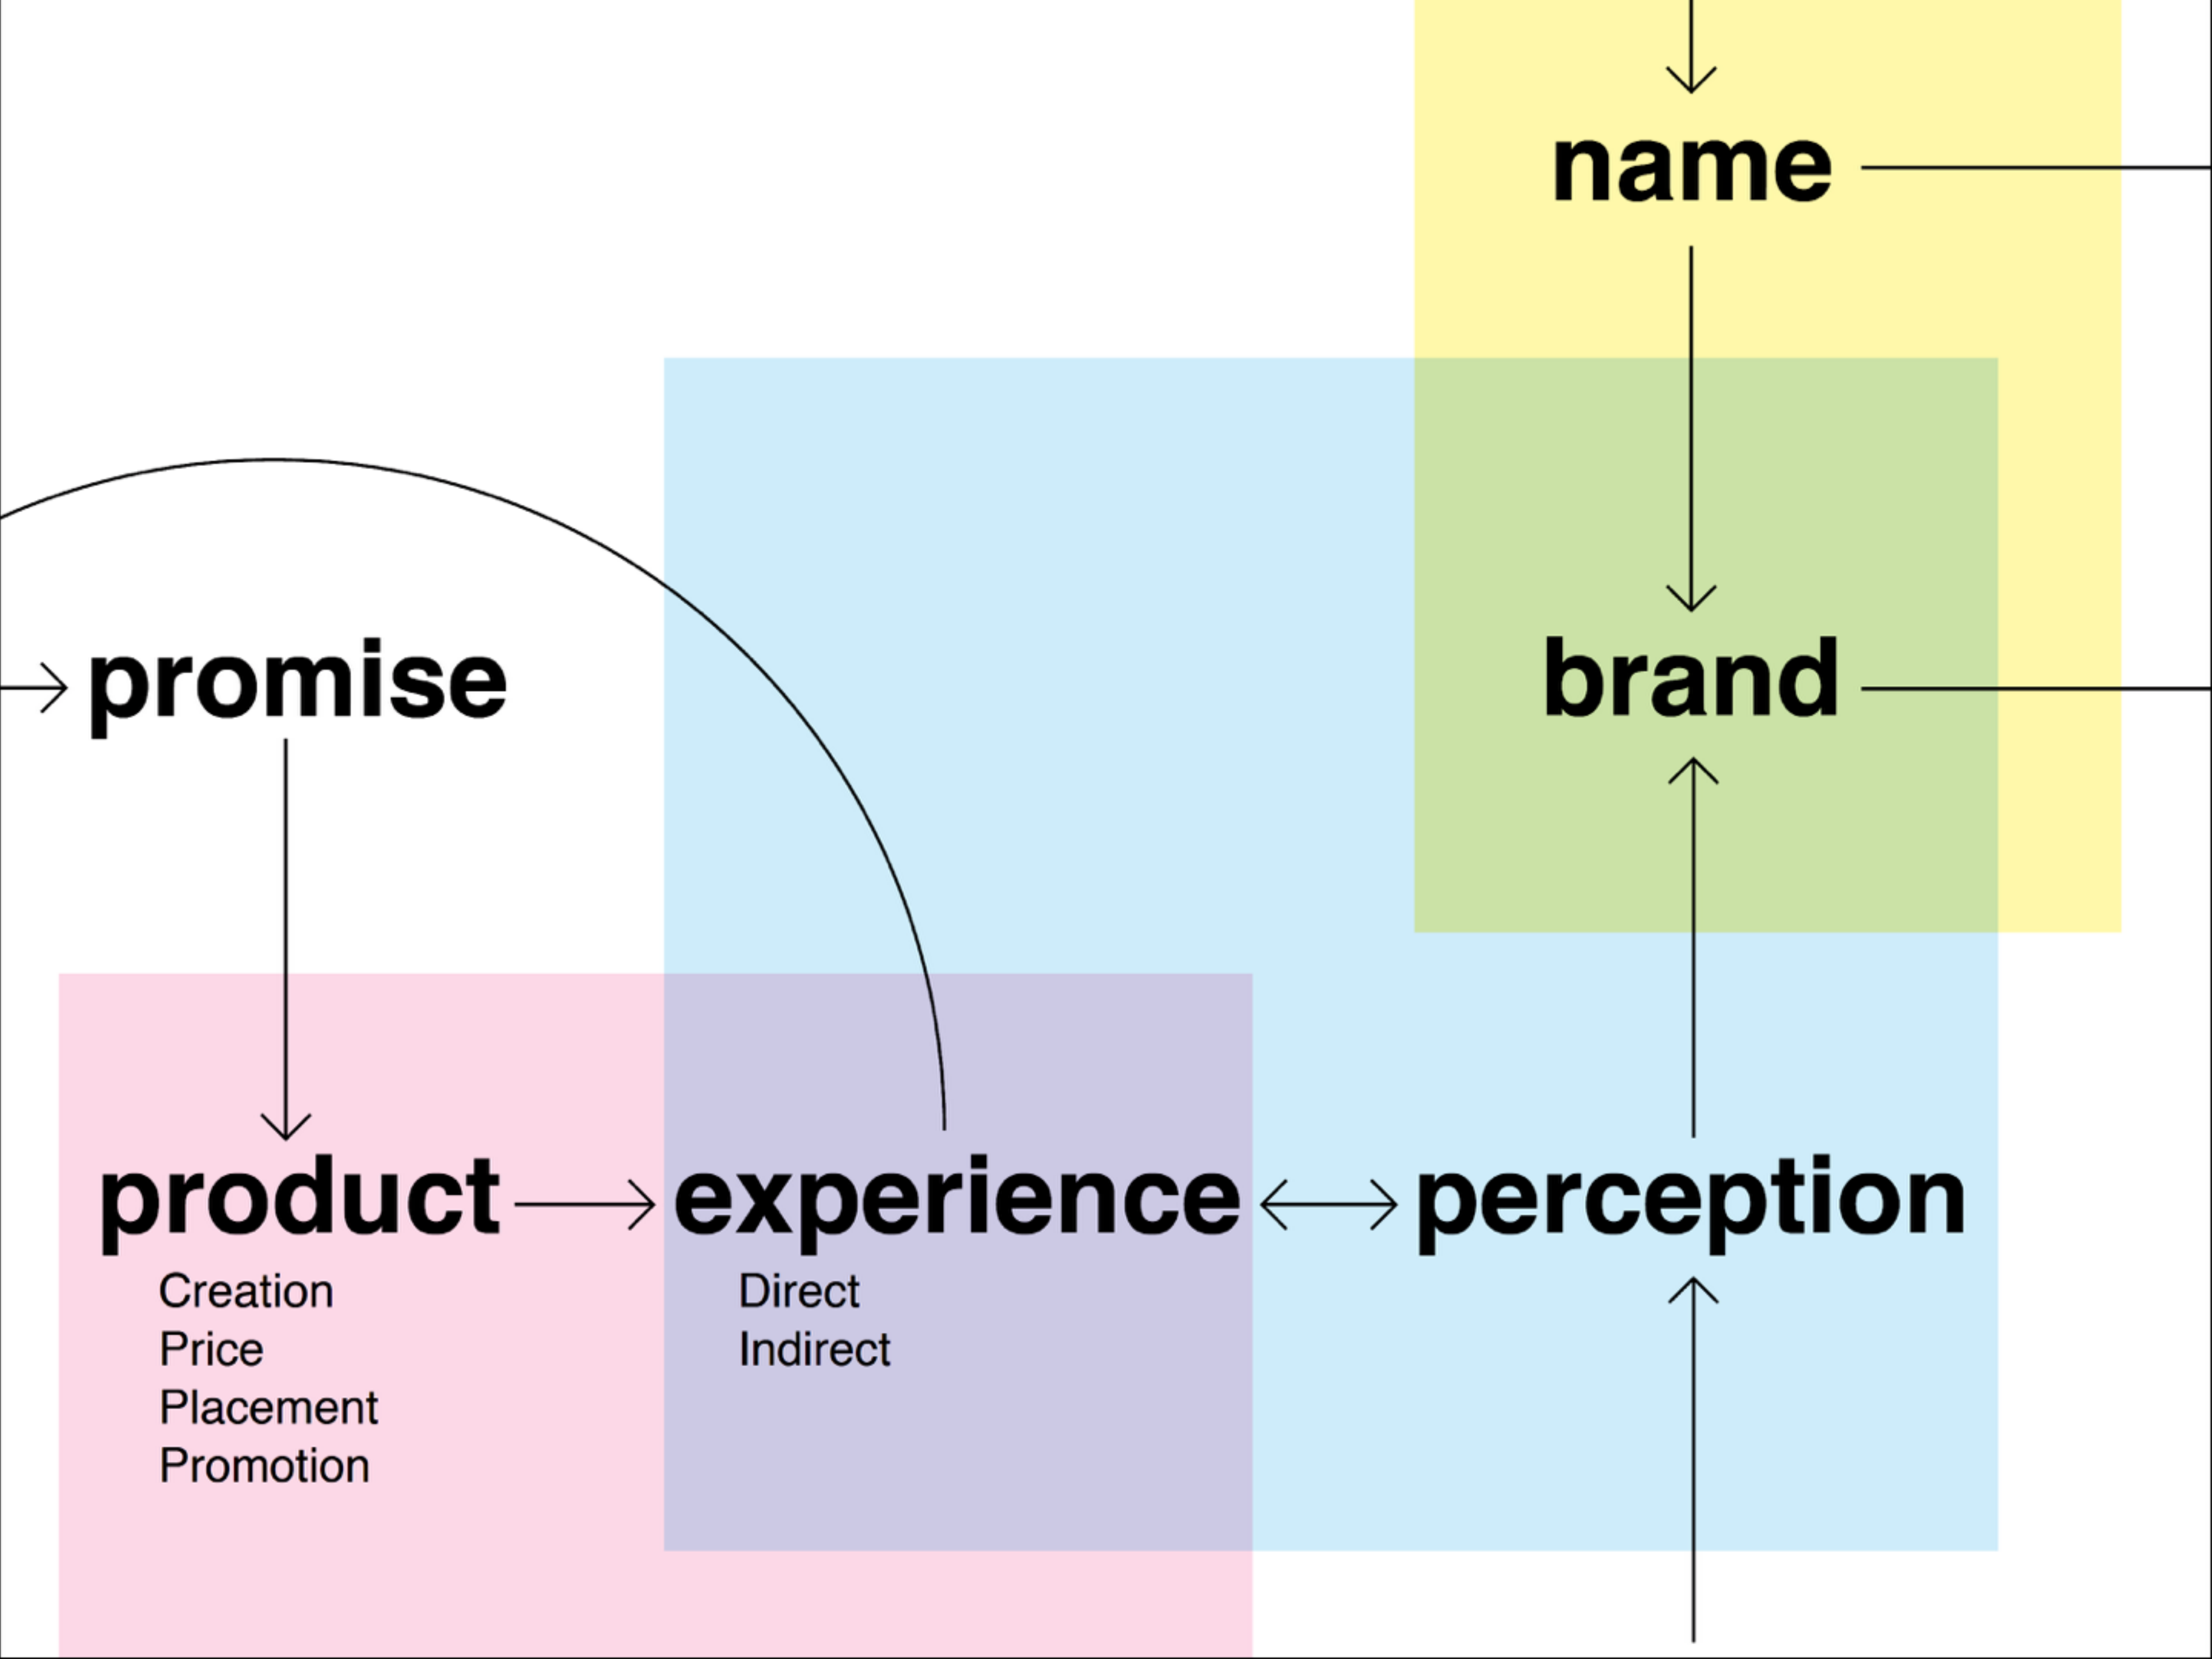 name
brand
promise
product
Creation
Price
Placement
Promotion
experience
Direct
Indirect
perception